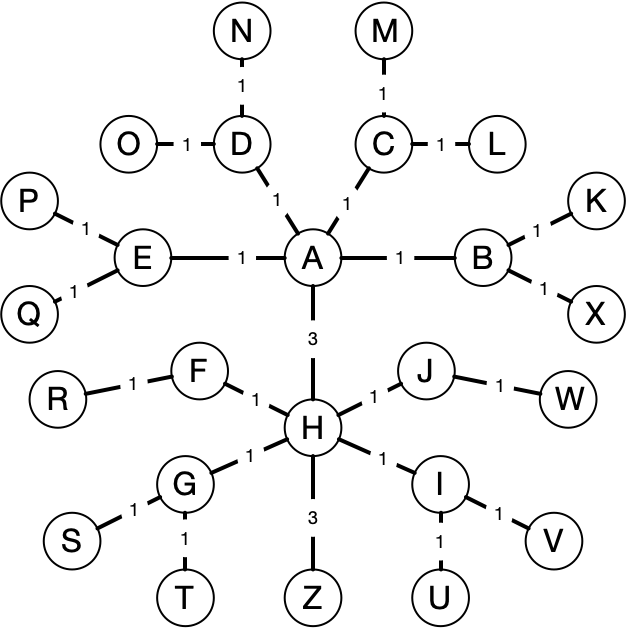 N M
1 1
O 1 D C 1 L
1 1
P K
1 1
E 1 A 1 B
1 1
Q X
3
F J
R 1 1 W
1 1
H
1 1
G I
1 3 1
1 1
S V
T Z U